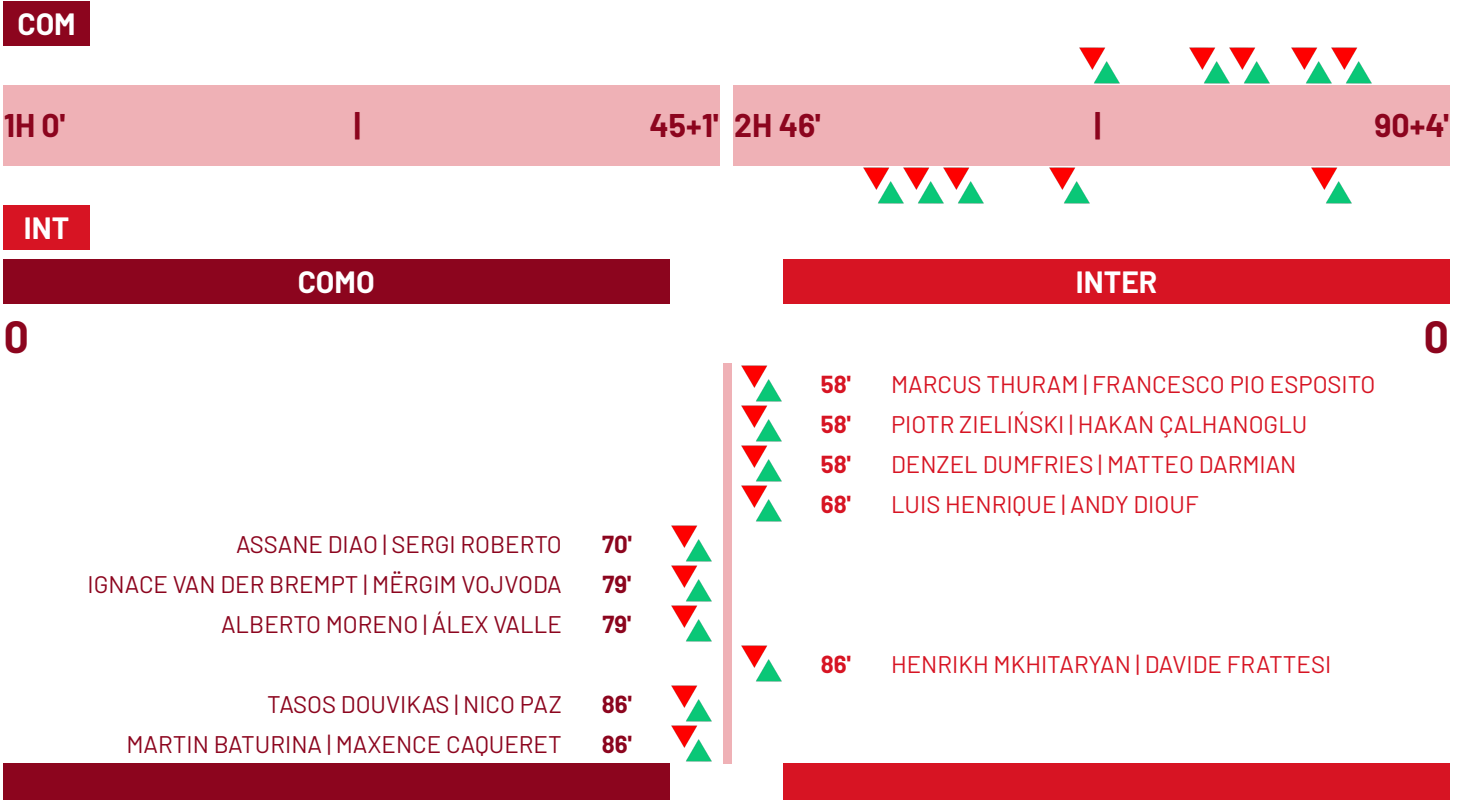 COM
1H 0' | 45+1' 2H 46' | 90+4'
INT
COMO INTER
0 0
58' MARCUS THURAM | FRANCESCO PIO ESPOSITO
58' PIOTR ZIELIŃSKI | HAKAN ÇALHANOGLU
58' DENZEL DUMFRIES | MATTEO DARMIAN
68' LUIS HENRIQUE | ANDY DIOUF
ASSANE DIAO | SERGI ROBERTO 70'
IGNACE VAN DER BREMPT | MËRGIM VOJVODA 79'
ALBERTO MORENO | ÁLEX VALLE 79'
86' HENRIKH MKHITARYAN | DAVIDE FRATTESI
TASOS DOUVIKAS | NICO PAZ 86'
MARTIN BATURINA | MAXENCE CAQUERET 86'